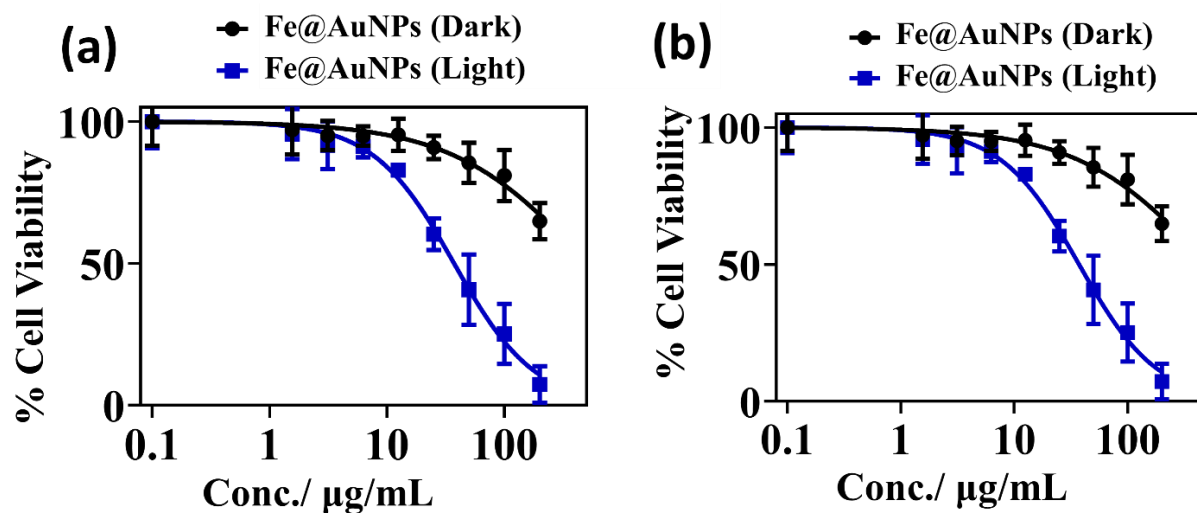 (a)
Fe@AuNPs (Dark)
Fe@AuNPs (Light)
% Cell Viability
100
50
0
0.1 1 10 100
Conc./ µg/mL
(b)
Fe@AuNPs (Dark)
Fe@AuNPs (Light)
% Cell Viability
100
50
0
0.1 1 10 100
Conc./ µg/mL